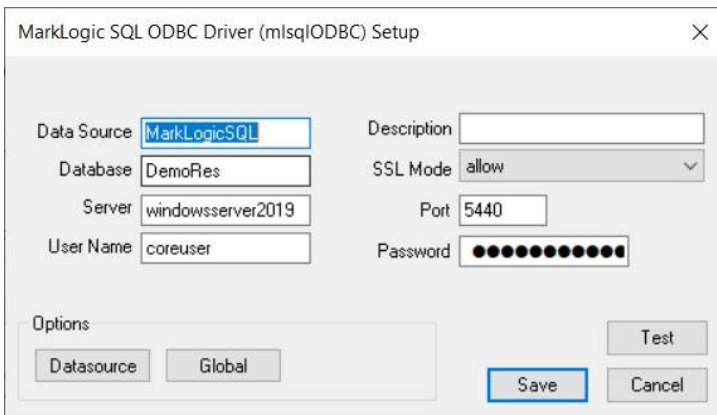 MarkLogic SQL ODBC Driver (mlsqlODBC) Setup
Data Source MarkLogicSQL Description
Database DemoRes SSL Mode allow
Server windowsserver2019 Port 5440
User Name coreuser Password ●●●●●●●●●●●
Options
Datasource Global Test
Save Cancel